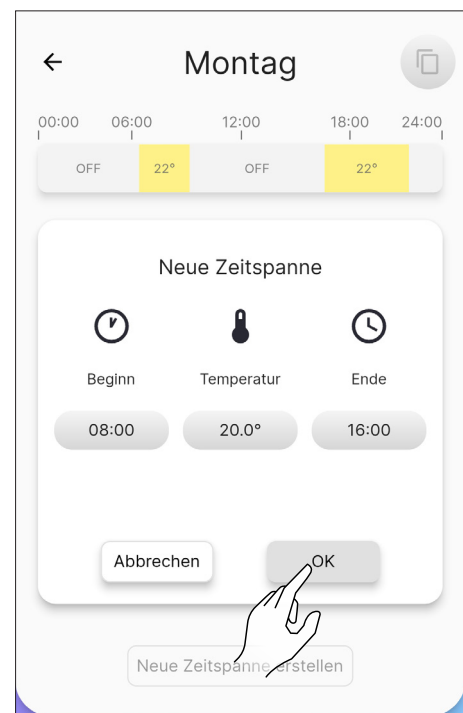 Montag
00:00 06:00 12:00 18:00 24:00
OFF 22° OFF 22°
Neue Zeitspanne
Beginn Temperatur Ende
08:00 20.0° 16:00
Abbrechen OK
Neue Zeitspanne erstellen